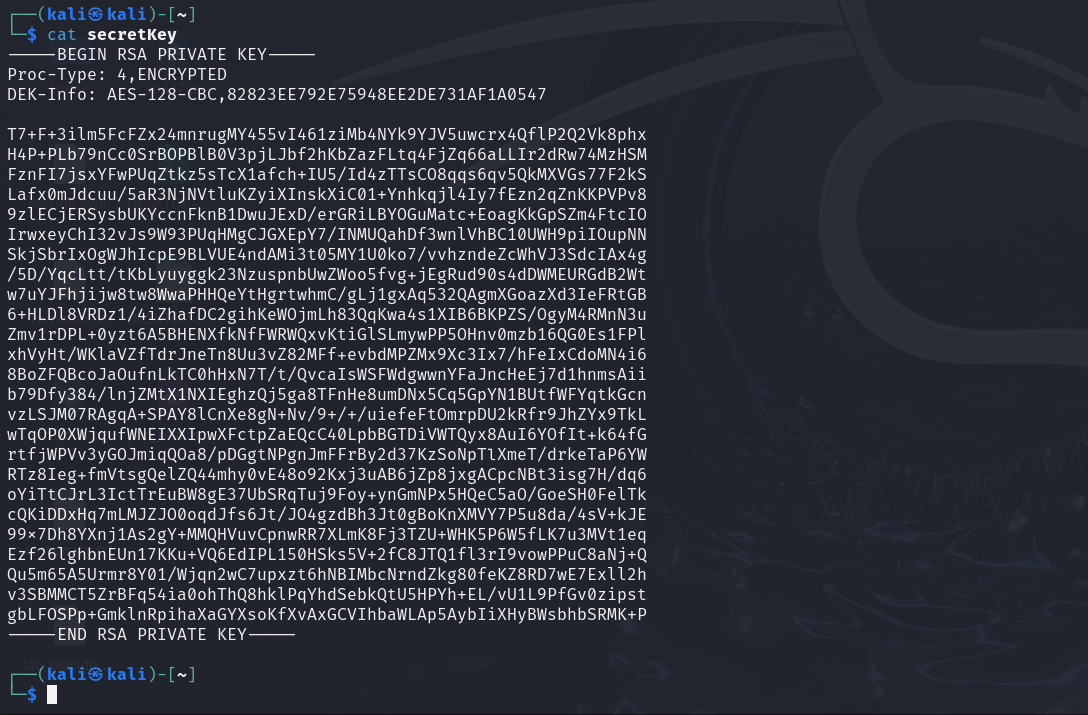 ┌──(kali㉿kali)-[~]
└─$ cat secretKey
-----BEGIN RSA PRIVATE KEY-----
Proc-Type: 4,ENCRYPTED
DEK-Info: AES-128-CBC,82823EE792E75948EE2DE731AF1A0547

T7+F+3ilm5FcFZx24mnrugMY455vI461ziMb4NYk9YJV5uwcrx4QflP2Q2Vk8phx
H4P+PLb79nCc0SrBOPBlB0V3pjLJbf2hKbZazFLtq4FjZq66aLLIr2dRw74MzHSM
FznFI7jsxYFwPUqZtkz5sTcX1afch+IU5/Id4zTTsCO8qqs6qv5QkMXVGs77F2kS
Lafx0mJdcuu/5aR3NjNVtluKZyiXInskXiC01+Ynhkqjl4Iy7fEzn2qZnKKPVPv8
9zlECjERSysbUKYccnFknB1DwuJExD/erGRiLBYOGuMatc+EoagKkGpSZm4FtcIO
IrwxeyChI32vJs9W93PUqHMgCJGXEpY7/INMUQahDf3wnlVhBC10UWH9piIOupNN
SkjSbrIxOgWJhIcpE9BLVUE4ndAMi3t05MY1U0ko7/vvhzndeZcWhVJ3SdcIAx4g
/5D/YqcLtt/tKbLyuyggk23NzuspnbUwZWoo5fvg+jEgRud90s4dDWMEURGdB2Wt
w7uYJFhjijw8tw8WwaPHHQeYtHgrtwhmC/gLj1gxAq532QAgmXGoazXd3IeFRtGB
6+HLDl8VRDz1/4iZhafDC2gihKeWOjmLh83QqKwa4s1XIB6BKPZS/OgyM4RMnN3u
Zmv1rDPL+0yzt6A5BHENXfkNfFWRWQxvKtiGlSLmywPP5OHnv0mzb16QG0Es1FPl
xhVyHt/WKlaVZfTdrJneTn8Uu3vZ82MFf+evbdMPZMx9Xc3Ix7/hFeIxCdoMN4i6
8BoZFQBcoJaOufnLkTC0hHxN7T/t/QvcaIsWSFWdgwwnYFaJncHeEj7d1hnmsAii
b79Dfy384/lnjZMtX1NXIEghzQj5ga8TFnHe8umDNx5Cq5GpYN1BUtfWFYqtkGcn
vzLSJM07RAgqA+SPAY8lCnXe8gN+Nv/9+/+/uiefeFtOmrpDU2kRfr9JhZYx9TkL
wTqOP0XWjqufWNEIXXIpwXFctpZaEQcC40LpbBGTDiVWTQyx8AuI6YOfIt+k64fG
rtfjWPVv3yGOJmiqQOa8/pDGgtNPgnJmFFrBy2d37KzSoNpTlXmeT/drkeTaP6YW
RTz8Ieg+fmVtsgQelZQ44mhy0vE48o92Kxj3uAB6jZp8jxgACpcNBt3isg7H/dq6
oYiTtCJrL3IctTrEuBW8gE37UbSRqTuj9Foy+ynGmNPx5HQeC5aO/GoeSH0FelTk
cQKiDDxHq7mLMJZJO0oqdJfs6Jt/JO4gzdBh3Jt0gBoKnXMVY7P5u8da/4sV+kJE
99×7Dh8YXnj1As2gY+MMQHVuvCpnwRR7XLmK8Fj3TZU+WHK5P6W5fLK7u3MVt1eq
Ezf26lghbnEUn17KKu+VQ6EdIPL150HSks5V+2fC8JTQ1fl3rI9vowPPuC8aNj+Q
Qu5m65A5Urmr8Y01/Wjqn2wC7upxzt6hNBIMbcNrndZkg80feKZ8RD7wE7Exll2h
v3SBMMCT5ZrBFq54ia0ohThQ8hklPqYhdSebkQtU5HPYh+EL/vU1L9PfGv0zipst
gbLFOSPp+GmklnRpihaXaGYXsoKfXvAxGCVIhbaWLAp5AybIiXHyBWsbhbSRMK+P
-----END RSA PRIVATE KEY-----

┌──(kali㉿kali)-[~]
└─$